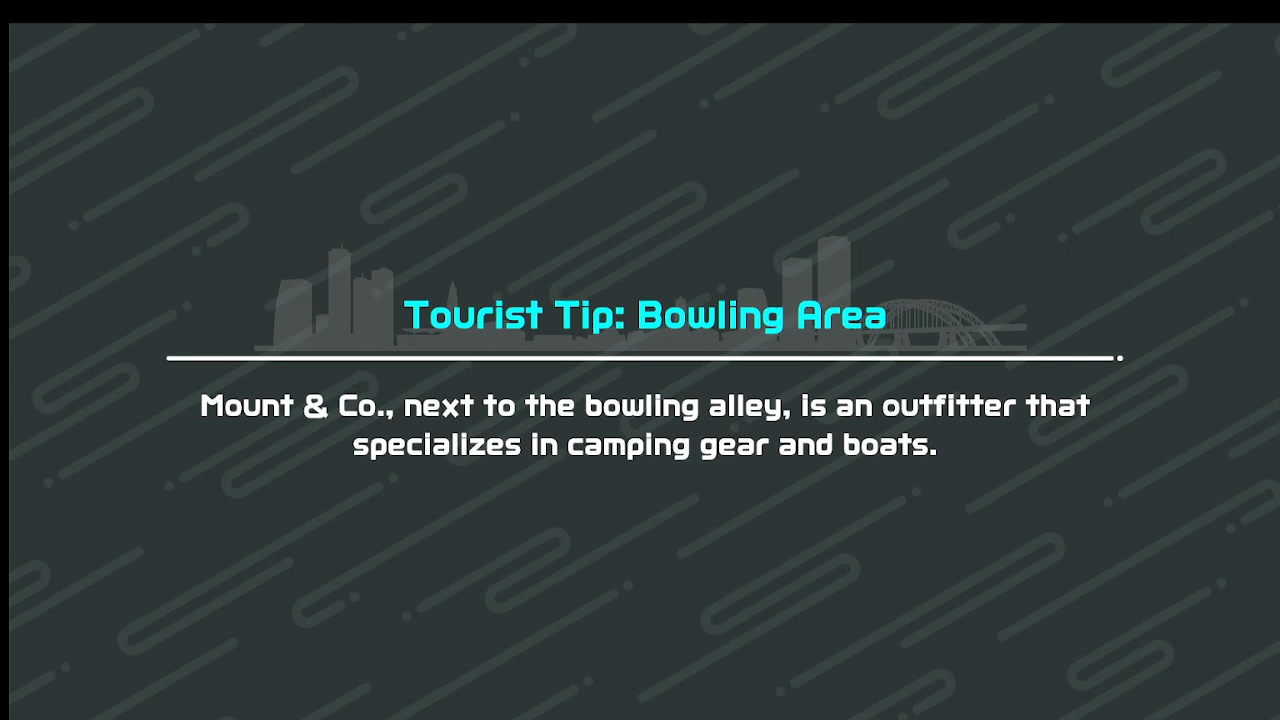 Tourist Tip: Bowling Area
Mount & Co., next to the bowling alley, is an outfitter that
specializes in camping gear and boats.